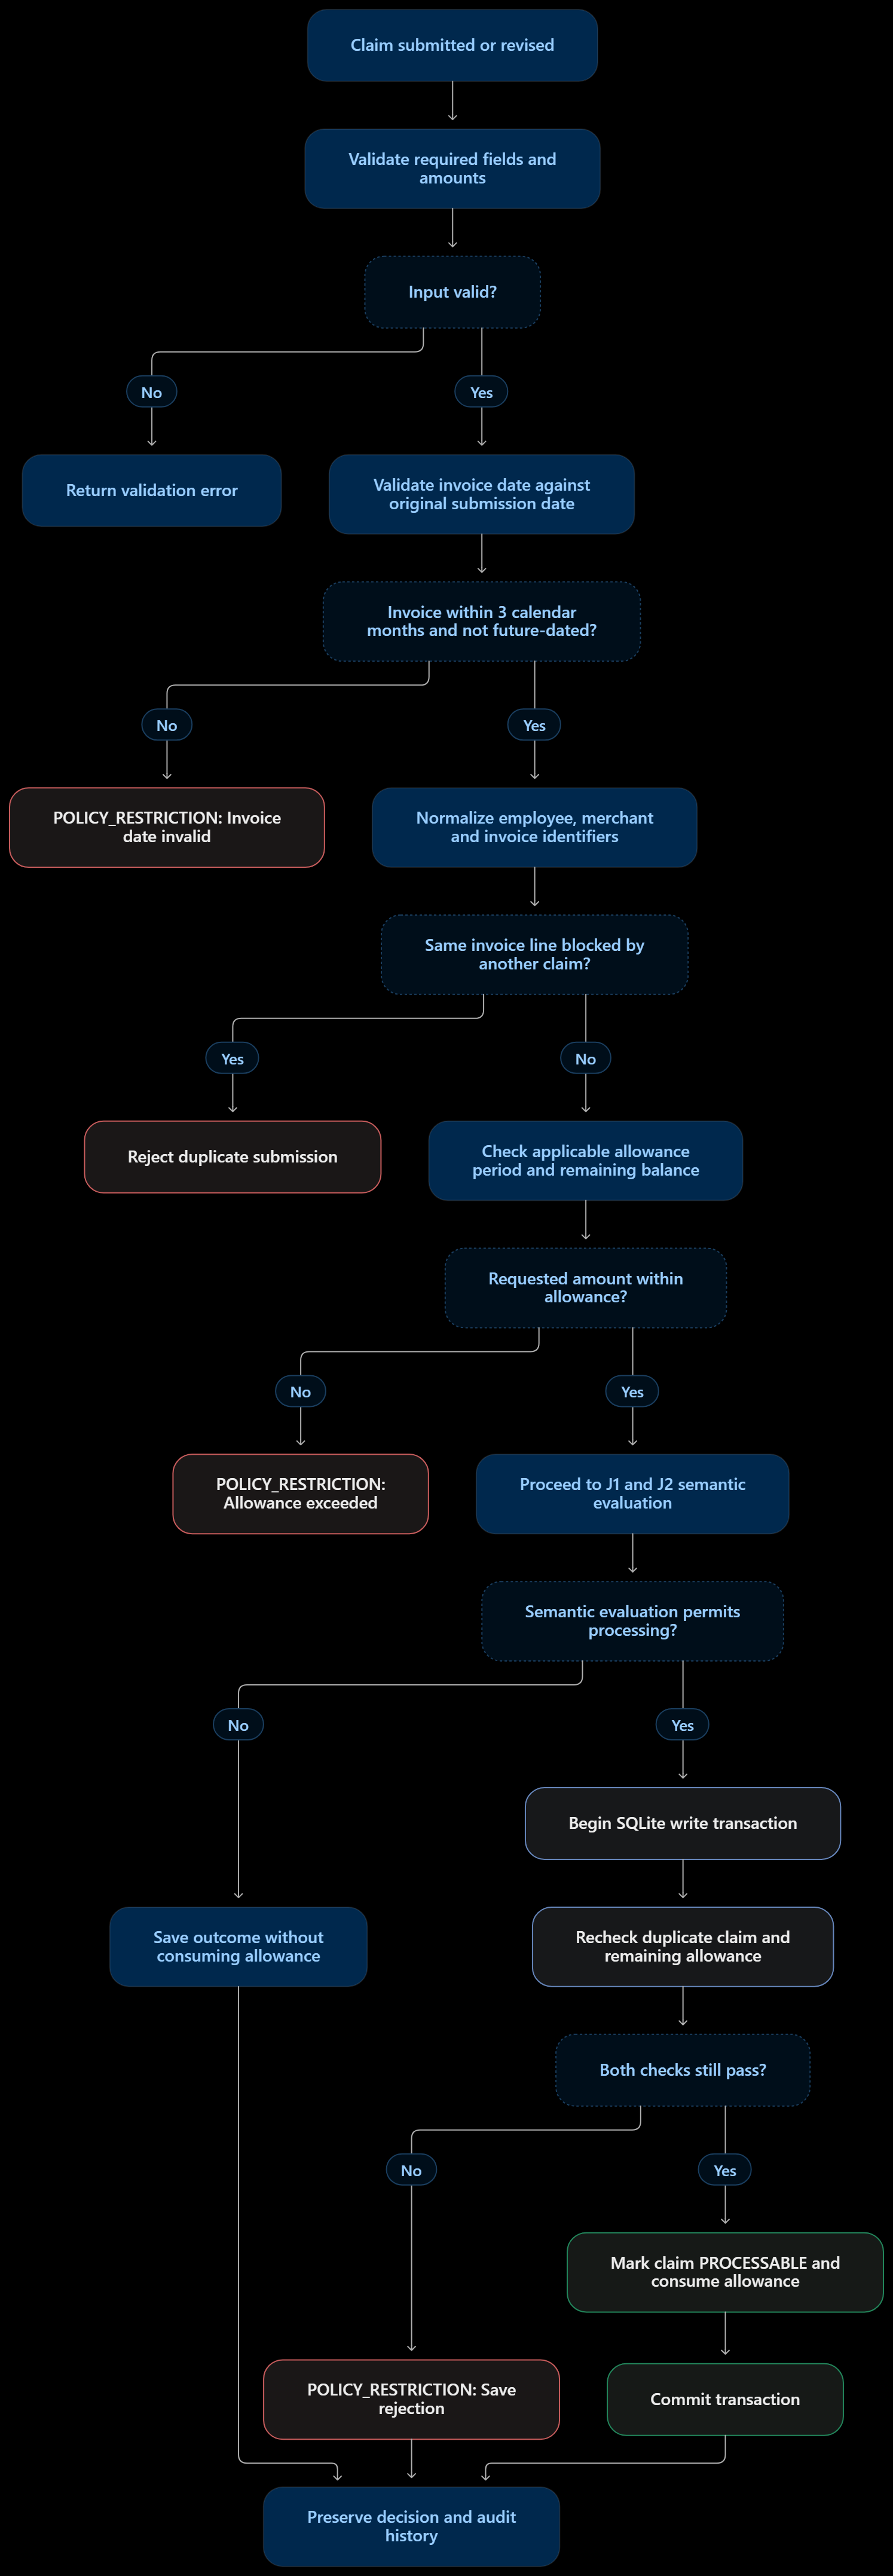 Claim submitted or revised
Validate required fields and
amounts
Input valid?
No
Yes
Return validation error
Validate invoice date against
original submission date
Invoice within 3 calendar
months and not future-dated?
No
Yes
POLICY_RESTRICTION: Invoice
date invalid
Normalize employee, merchant
and invoice identifiers
Same invoice line blocked by
another claim?
Yes
No
Reject duplicate submission
Check applicable allowance
period and remaining balance
Requested amount within
allowance?
No
Yes
POLICY_RESTRICTION:
Allowance exceeded
Proceed to J1 and J2 semantic
evaluation
Semantic evaluation permits
processing?
No
Yes
Begin SQLite write transaction
Save outcome without
consuming allowance
Recheck duplicate claim and
remaining allowance
Both checks still pass?
No
Yes
Mark claim PROCESSABLE and
consume allowance
POLICY_RESTRICTION: Save
rejection
Commit transaction
Preserve decision and audit
history